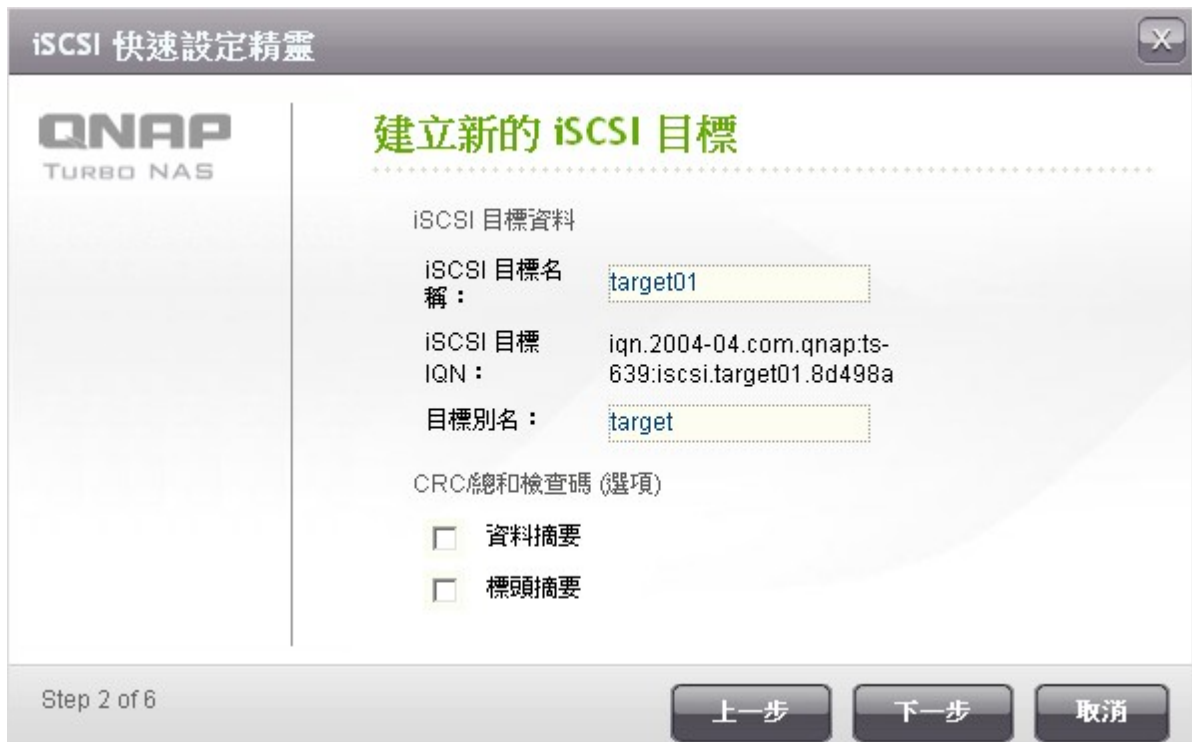 iSCSI 快速設定精靈
X
QNAP
TURBO NAS
建立新的 iSCSI 目標
iSCSI 目標資料
iSCSI 目標名
稱：
target01
iSCSI 目標
IQN：
iqn.2004-04.com.qnap:ts-
639:iscsi.target01.8d498a
目標別名：
target
CRC/總和檢查碼 (選項)
資料摘要
標頭摘要
Step 2 of 6
上一步
下一步
取消